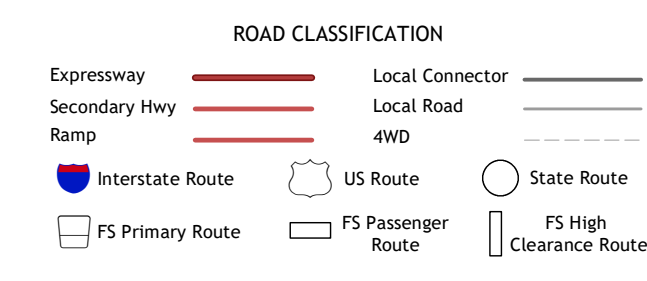 ROAD CLASSIFICATION
Expressway
Local Connector
Secondary Hwy
Local Road
Ramp
4WD
Interstate Route
US Route
State Route
FS Primary Route
FS Passenger
Route
FS High
Clearance Route